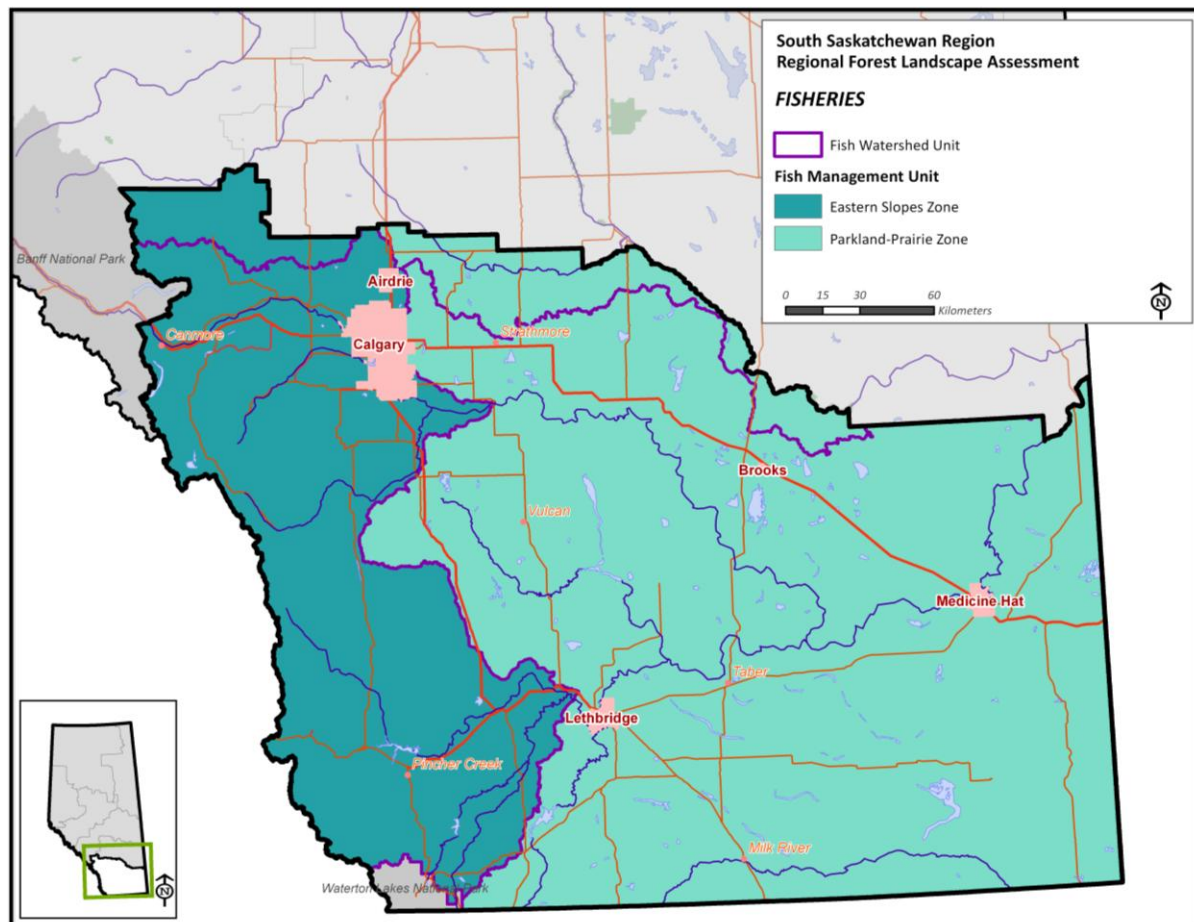 South Saskatchewan Region
Regional Forest Landscape Assessment
FISHERIES
Fish Watershed Unit
Fish Management Unit
Eastern Slopes Zone
Parkland-Prairie Zone
0 15 30 60
Kilometers
N
Banff National Park
Airdrie
Canmore
Strathmore
Calgary
Brooks
Vulcan
Medicine Hat
Taber
Lethbridge
Pincher Creek
Milk River
Waterton Lakes National Park
N